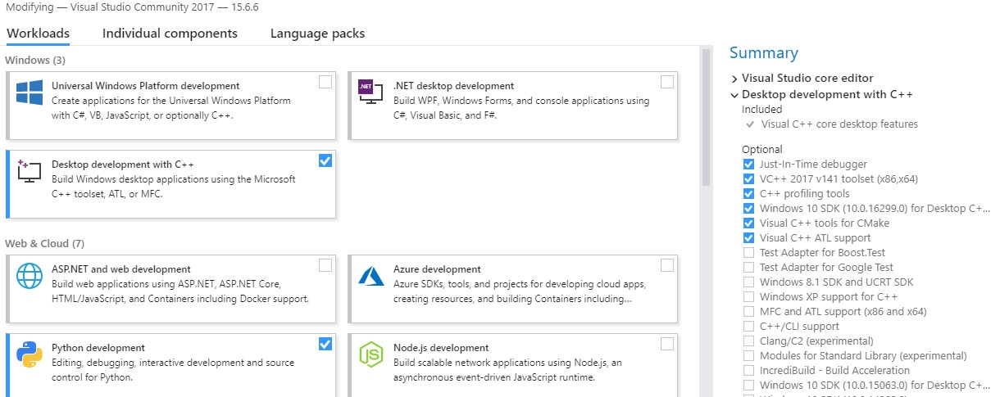 Modifying — Visual Studio Community 2017 — 15.6.6
Workloads
Individual components
Language packs
Windows (3)
Universal Windows Platform development
Create applications for the Universal Windows Platform
with C#, VB, JavaScript, or optionally C++.
.NET
.NET desktop development
Build WPF, Windows Forms, and console applications using
C#, Visual Basic, and F#.
Desktop development with C++
Build Windows desktop applications using the Microsoft
C++ toolset, ATL, or MFC.
Web & Cloud (7)
ASP.NET and web development
Build web applications using ASP.NET, ASP.NET Core,
HTML/JavaScript, and Containers including Docker support.
Azure development
Azure SDKs, tools, and projects for developing cloud apps,
creating resources, and building Containers including...
Python development
Editing, debugging, interactive development and source
control for Python.
JS
Node.js development
Build scalable network applications using Node.js, an
asynchronous event-driven JavaScript runtime.
Summary
Visual Studio core editor
Desktop development with C++
Included
Visual C++ core desktop features
Optional
Just-In-Time debugger
VC++ 2017 v141 toolset (x86,x64)
C++ profiling tools
Windows 10 SDK (10.0.16299.0) for Desktop C+...
Visual C++ tools for CMake
Visual C++ ATL support
Test Adapter for Boost.Test
Test Adapter for Google Test
Windows 8.1 SDK and UCRT SDK
Windows XP support for C++
MFC and ATL support (x86 and x64)
C++/CLI support
Clang/C2 (experimental)
Modules for Standard Library (experimental)
IncrediBuild - Build Acceleration
Windows 10 SDK (10.0.15063.0) for Desktop C+...